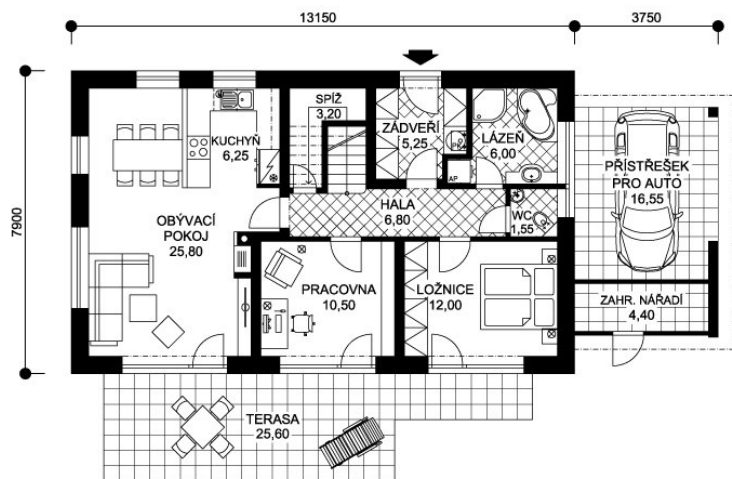 13150
3750
7900
SPÍŽ
3,20
ZÁDVEŘÍ
5,25
LÁZEŇ
6,00
KUCHYŇ
6,25
PŘÍSTŘEŠEK
PRO AUTO
16,55
AP
HALA
6,80
WC
1,55
OBÝVACÍ
POKOJ
25,80
PRACOVNA
10,50
LOŽNICE
12,00
ZAHR. NÁŘADÍ
4,40
TERASA
25,60